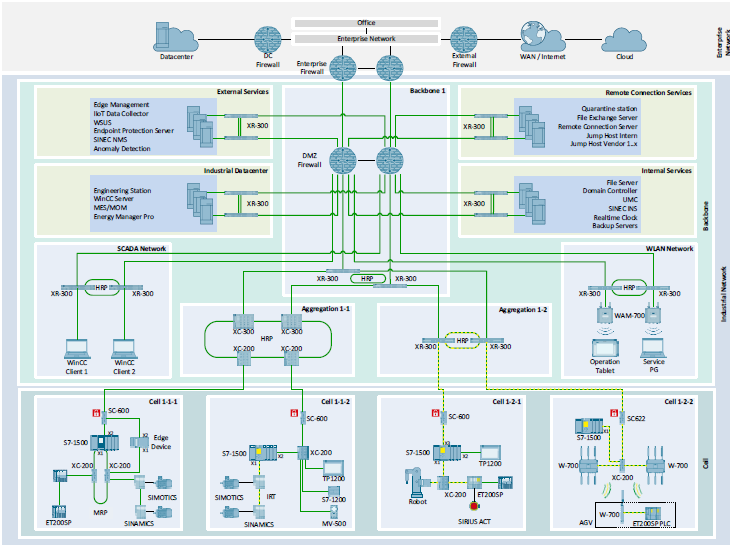 Office
Enterprise Network
Datacenter
DC
Firewall
Enterprise
Firewall
External
Firewall
WAN / Internet
Cloud
Enterprise
Network
External Services
Edge Management
IIoT Data Collector
WSUS
Endpoint Protection Server
SINEC NMS
Anomaly Detection
XR-300
Backbone 1
Remote Connection Services
XR-300
Quarantine station
File Exchange Server
Remote Connection Server
Jump Host Intern
Jump Host Vendor 1..x
DMZ
Firewall
Industrial Datacenter
Engineering Station
WinCC Server
MES/MOM
Energy Manager Pro
XR-300
Internal Services
XR-300
File Server
Domain Controller
UMC
SINEC INS
Realtime Clock
Backup Servers
Backbone
Industrial Network
SCADA Network
XR-300
HRP
XR-300
WinCC
Client 1
WinCC
Client 2
XR-300
HRP
XR-300
WLAN Network
XR-300
HRP
XR-300
WAM-700
Operation
Tablet
Service
PG
Aggregation 1-1
XC-300
XC-300
HRP
XC-200
XC-200
Aggregation 1-2
XR-300
HRP
XR-300
Cell
Cell 1-1-1
SC-600
S7-1500
X2
X1
X2
X1
Edge
Device
XC-200
XC-200
MRP
ET200SP
SIMOTICS
SINAMICS
Cell 1-1-2
SC-600
S7-1500
X2
X1
XC-200
TP1200
SIMOTICS
IRT
S7-1200
SINAMICS
MV-500
Cell 1-2-1
SC-600
S7-1500
X2
X1
TP1200
Robot
XC-200
ET200SP
SIRIUS ACT
Cell 1-2-2
SC622
S7-1500
X1
W-700
W-700
XC-200
AGV
W-700
ET200SP PLC